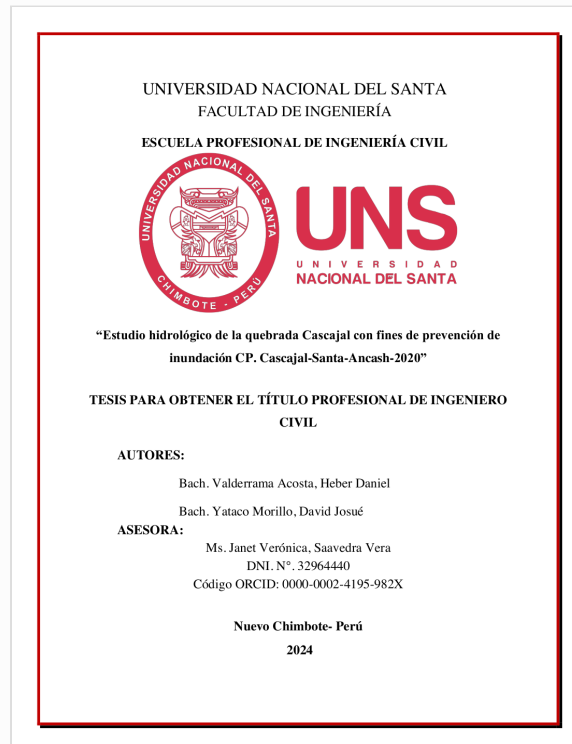 UNIVERSIDAD NACIONAL DEL SANTA
FACULTAD DE INGENIERÍA
ESCUELA PROFESIONAL DE INGENIERÍA CIVIL
UNIVERSIDAD NACIONAL DEL SANTA
CHIMBOTE - PERÚ
UNS
UNIVERSIDAD
NACIONAL DEL SANTA
“Estudio hidrológico de la quebrada Cascajal con fines de prevención de
inundación CP. Cascajal-Santa-Ancash-2020”
TESIS PARA OBTENER EL TÍTULO PROFESIONAL DE INGENIERO
CIVIL
AUTORES:
Bach. Valderrama Acosta, Heber Daniel
Bach. Yataco Morillo, David Josué
ASESORA:
Ms. Janet Verónica, Saavedra Vera
DNI. N°. 32964440
Código ORCID: 0000-0002-4195-982X
Nuevo Chimbote- Perú
2024